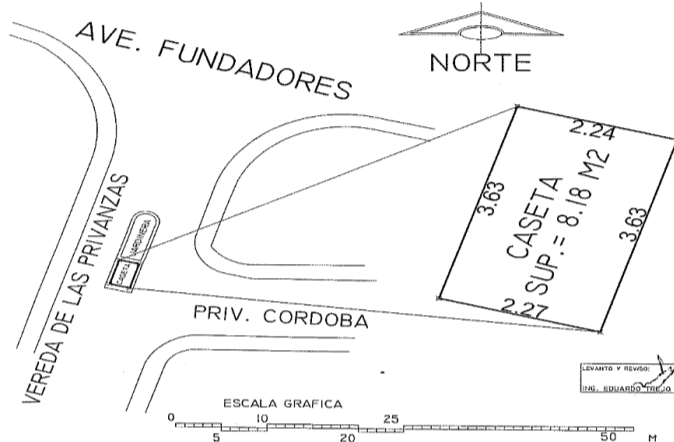 AVE. FUNDADORES
NORTE
2.24
3.63
CASETA
SUP.= 8.18 M2
3.63
2.27
VEREDA DE LAS PRIVANZAS
JARDINERA
CASETA
PRIV. CORDOBA
LEVANTO Y REVISO:
ING. EDUARDO TREJO
ESCALA GRAFICA
0 10 25
5 20 50 M